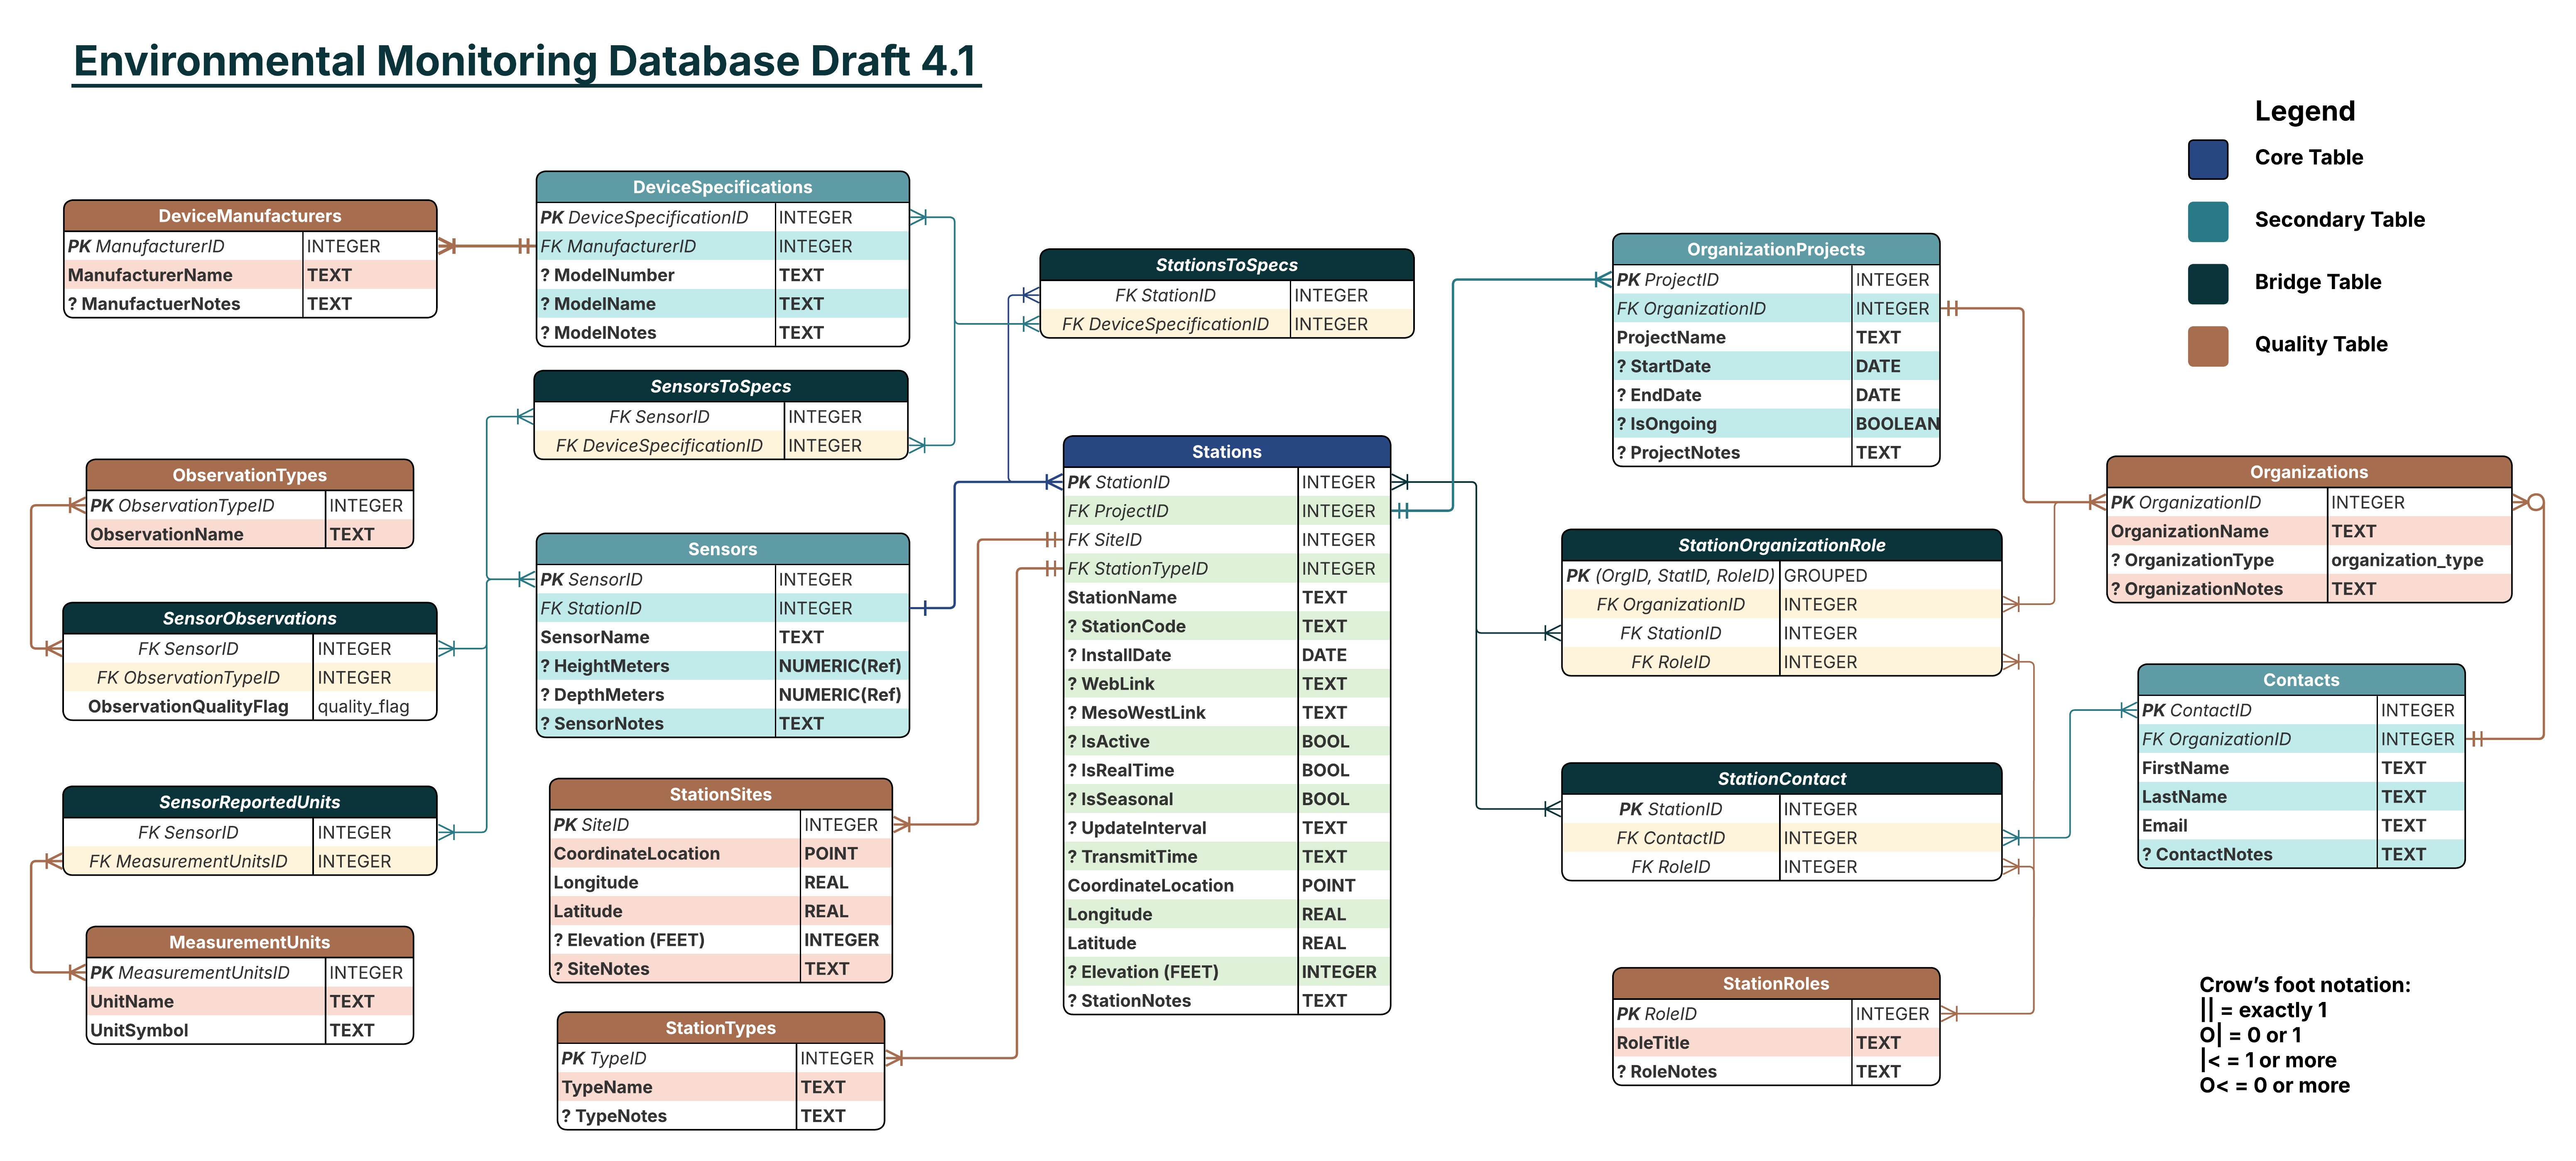 Environmental Monitoring Database Draft 4.1
Legend
Core Table
Secondary Table
Bridge Table
Quality Table
DeviceManufacturers
PK ManufacturerID INTEGER
ManufacturerName TEXT
? ManufactuerNotes TEXT
DeviceSpecifications
PK DeviceSpecificationID INTEGER
FK ManufacturerID INTEGER
? ModelNumber TEXT
? ModelName TEXT
? ModelNotes TEXT
StationsToSpecs
FK StationID INTEGER
FK DeviceSpecificationID INTEGER
OrganizationProjects
PK ProjectID INTEGER
FK OrganizationID INTEGER
ProjectName TEXT
? StartDate DATE
? EndDate DATE
? IsOngoing BOOLEAN
? ProjectNotes TEXT
SensorsToSpecs
FK SensorID INTEGER
FK DeviceSpecificationID INTEGER
ObservationTypes
PK ObservationTypeID INTEGER
ObservationName TEXT
Sensors
PK SensorID INTEGER
FK StationID INTEGER
SensorName TEXT
? HeightMeters NUMERIC(Ref)
? DepthMeters NUMERIC(Ref)
? SensorNotes TEXT
Stations
PK StationID INTEGER
FK ProjectID INTEGER
FK SiteID INTEGER
FK StationTypeID INTEGER
StationName TEXT
? StationCode TEXT
? InstallDate DATE
? WebLink TEXT
? MesoWestLink TEXT
? IsActive BOOL
? IsRealTime BOOL
? IsSeasonal BOOL
? UpdateInterval TEXT
? TransmitTime TEXT
CoordinateLocation POINT
Longitude REAL
Latitude REAL
? Elevation (FEET) INTEGER
? StationNotes TEXT
StationOrganizationRole
PK (OrgID, StatID, RoleID) GROUPED
FK OrganizationID INTEGER
FK StationID INTEGER
FK RoleID INTEGER
Organizations
PK OrganizationID INTEGER
OrganizationName TEXT
? OrganizationType organization_type
? OrganizationNotes TEXT
SensorObservations
FK SensorID INTEGER
FK ObservationTypeID INTEGER
ObservationQualityFlag quality_flag
Contacts
PK ContactID INTEGER
FK OrganizationID INTEGER
FirstName TEXT
LastName TEXT
Email TEXT
? ContactNotes TEXT
StationContact
PK StationID INTEGER
FK ContactID INTEGER
FK RoleID INTEGER
SensorReportedUnits
FK SensorID INTEGER
FK MeasurementUnitsID INTEGER
StationSites
PK SiteID INTEGER
CoordinateLocation POINT
Longitude REAL
Latitude REAL
? Elevation (FEET) INTEGER
? SiteNotes TEXT
MeasurementUnits
PK MeasurementUnitsID INTEGER
UnitName TEXT
UnitSymbol TEXT
StationTypes
PK TypeID INTEGER
TypeName TEXT
? TypeNotes TEXT
StationRoles
PK RoleID INTEGER
RoleTitle TEXT
? RoleNotes TEXT
Crow's foot notation:
|| = exactly 1
O| = 0 or 1
|< = 1 or more
O< = 0 or more